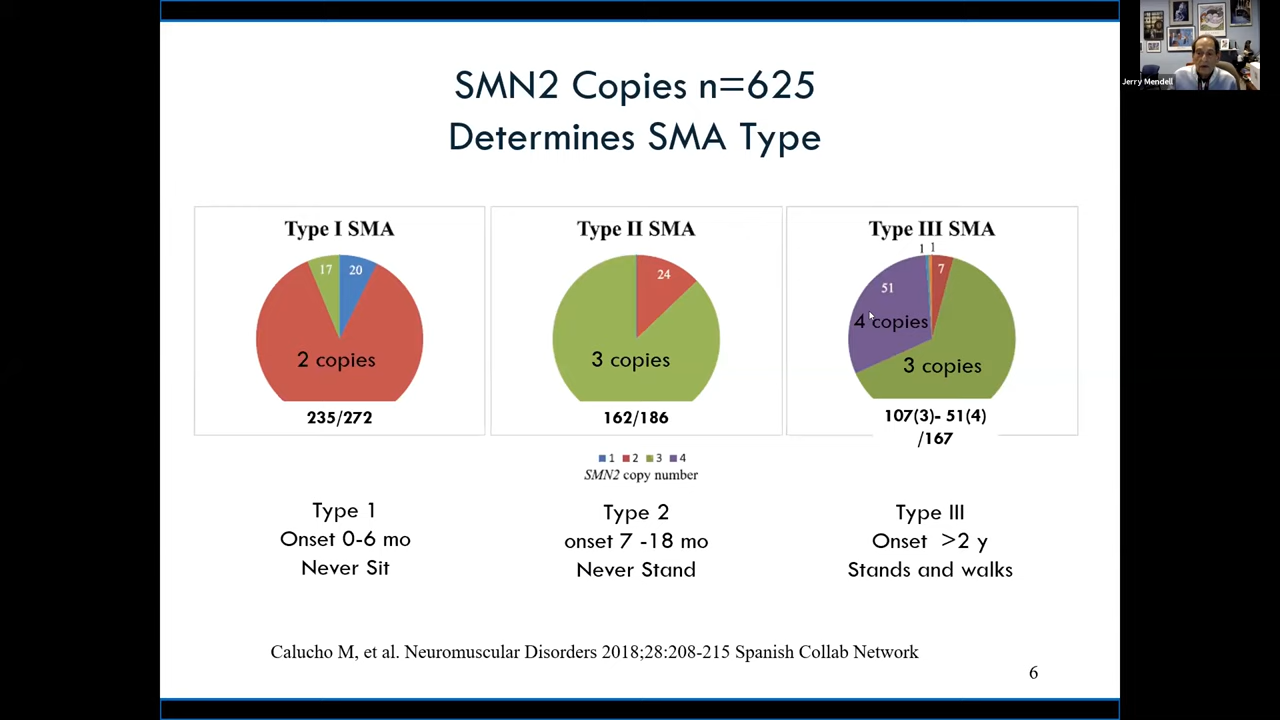 Jerry Mendell
SMN2 Copies n=625
Determines SMA Type
Type I SMA
17
20
2 copies
235/272
Type II SMA
24
3 copies
162/186
Type III SMA
1
1
7
51
4 copies
3 copies
107(3)- 51(4)
/167
1 2 3 4
SMN2 copy number
Type 1
Onset 0-6 mo
Never Sit
Type 2
onset 7 -18 mo
Never Stand
Type III
Onset >2 y
Stands and walks
Calucho M, et al. Neuromuscular Disorders 2018;28:208-215 Spanish Collab Network
6